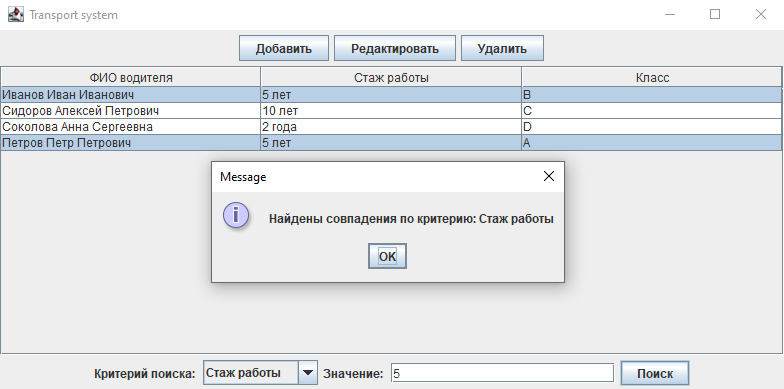 Transport system
Добавить Редактировать Удалить
ФИО водителя Стаж работы Класс
Иванов Иван Иванович 5 лет B
Сидоров Алексей Петрович 10 лет C
Соколова Анна Сергеевна 2 года D
Петров Петр Петрович 5 лет A
Message
Найдены совпадения по критерию: Стаж работы
OK
Критерий поиска: Стаж работы Значение: 5 Поиск